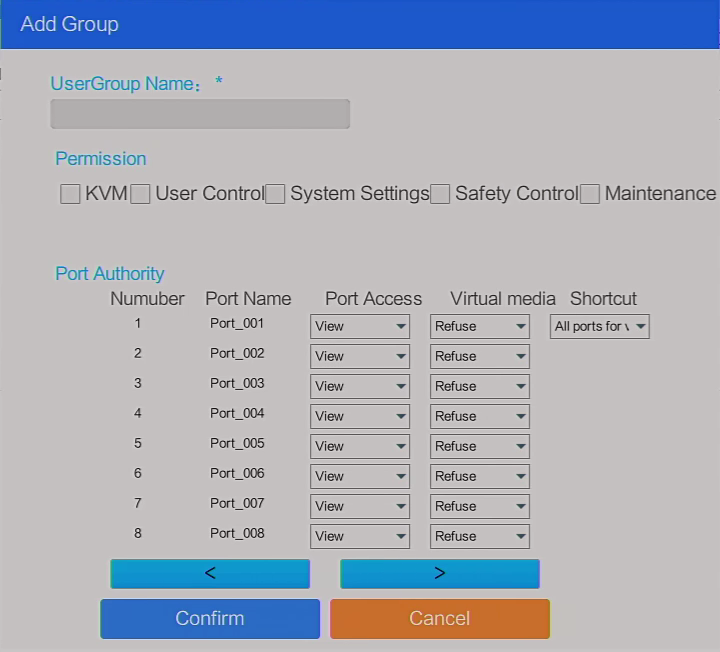 Add Group
UserGroup Name： *
Permission
KVM User Control System Settings Safety Control Maintenance
Port Authority
Numuber Port Name Port Access Virtual media Shortcut
1 Port_001 View Refuse All ports for v
2 Port_002 View Refuse
3 Port_003 View Refuse
4 Port_004 View Refuse
5 Port_005 View Refuse
6 Port_006 View Refuse
7 Port_007 View Refuse
8 Port_008 View Refuse
< >
Confirm Cancel